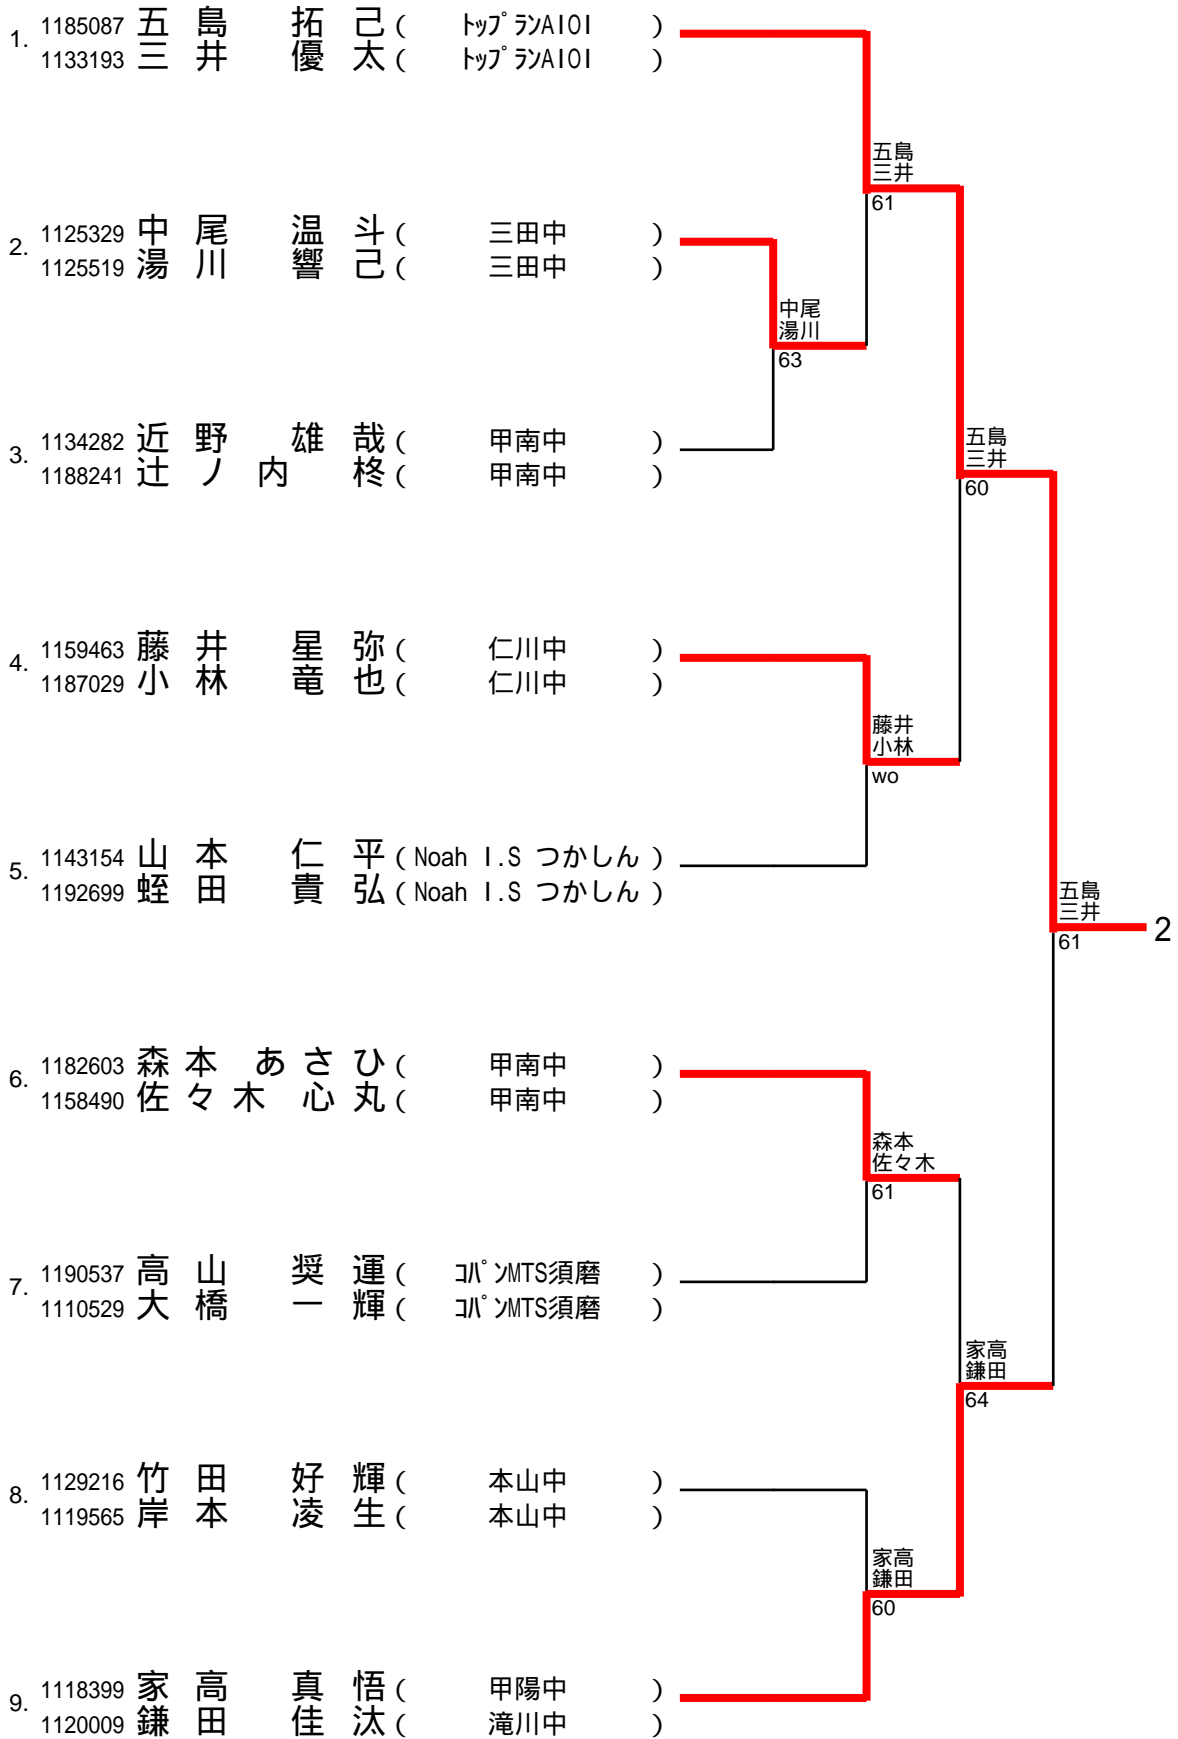 1. 1185087 五島 拓己 ( トップランAIOI )
1133193 三井 優太 ( トップランAIOI )
五島
三井
61
2. 1125329 中尾 温斗 ( 三田中 )
1125519 湯川 響己 ( 三田中 )
中尾
湯川
63
3. 1134282 近野 雄哉 ( 甲南中 )
1188241 辻ノ内 柊 ( 甲南中 )
五島
三井
60
4. 1159463 藤井 星弥 ( 仁川中 )
1187029 小林 竜也 ( 仁川中 )
藤井
小林
wo
5. 1143154 山本 仁平 ( Noah I.S つかしん )
1192699 蛭田 貴弘 ( Noah I.S つかしん )
五島
三井
61
2
6. 1182603 森本 あさひ ( 甲南中 )
1158490 佐々木 心丸 ( 甲南中 )
森本
佐々木
61
7. 1190537 高山 奨運 ( コパンMTS須磨 )
1110529 大橋 一輝 ( コパンMTS須磨 )
家高
鎌田
64
8. 1129216 竹田 好輝 ( 本山中 )
1119565 岸本 凌生 ( 本山中 )
家高
鎌田
60
9. 1118399 家高 真悟 ( 甲陽中 )
1120009 鎌田 佳汰 ( 滝川中 )